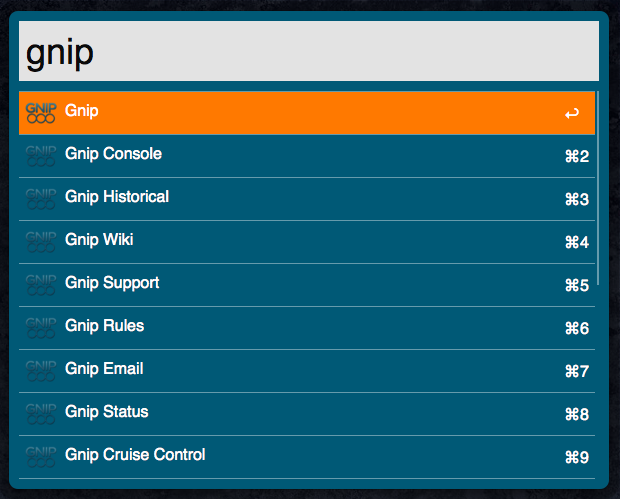 gnip
GNIP Gnip ↩
GNIP Gnip Console ⌘2
GNIP Gnip Historical ⌘3
GNIP Gnip Wiki ⌘4
GNIP Gnip Support ⌘5
GNIP Gnip Rules ⌘6
GNIP Gnip Email ⌘7
GNIP Gnip Status ⌘8
GNIP Gnip Cruise Control ⌘9